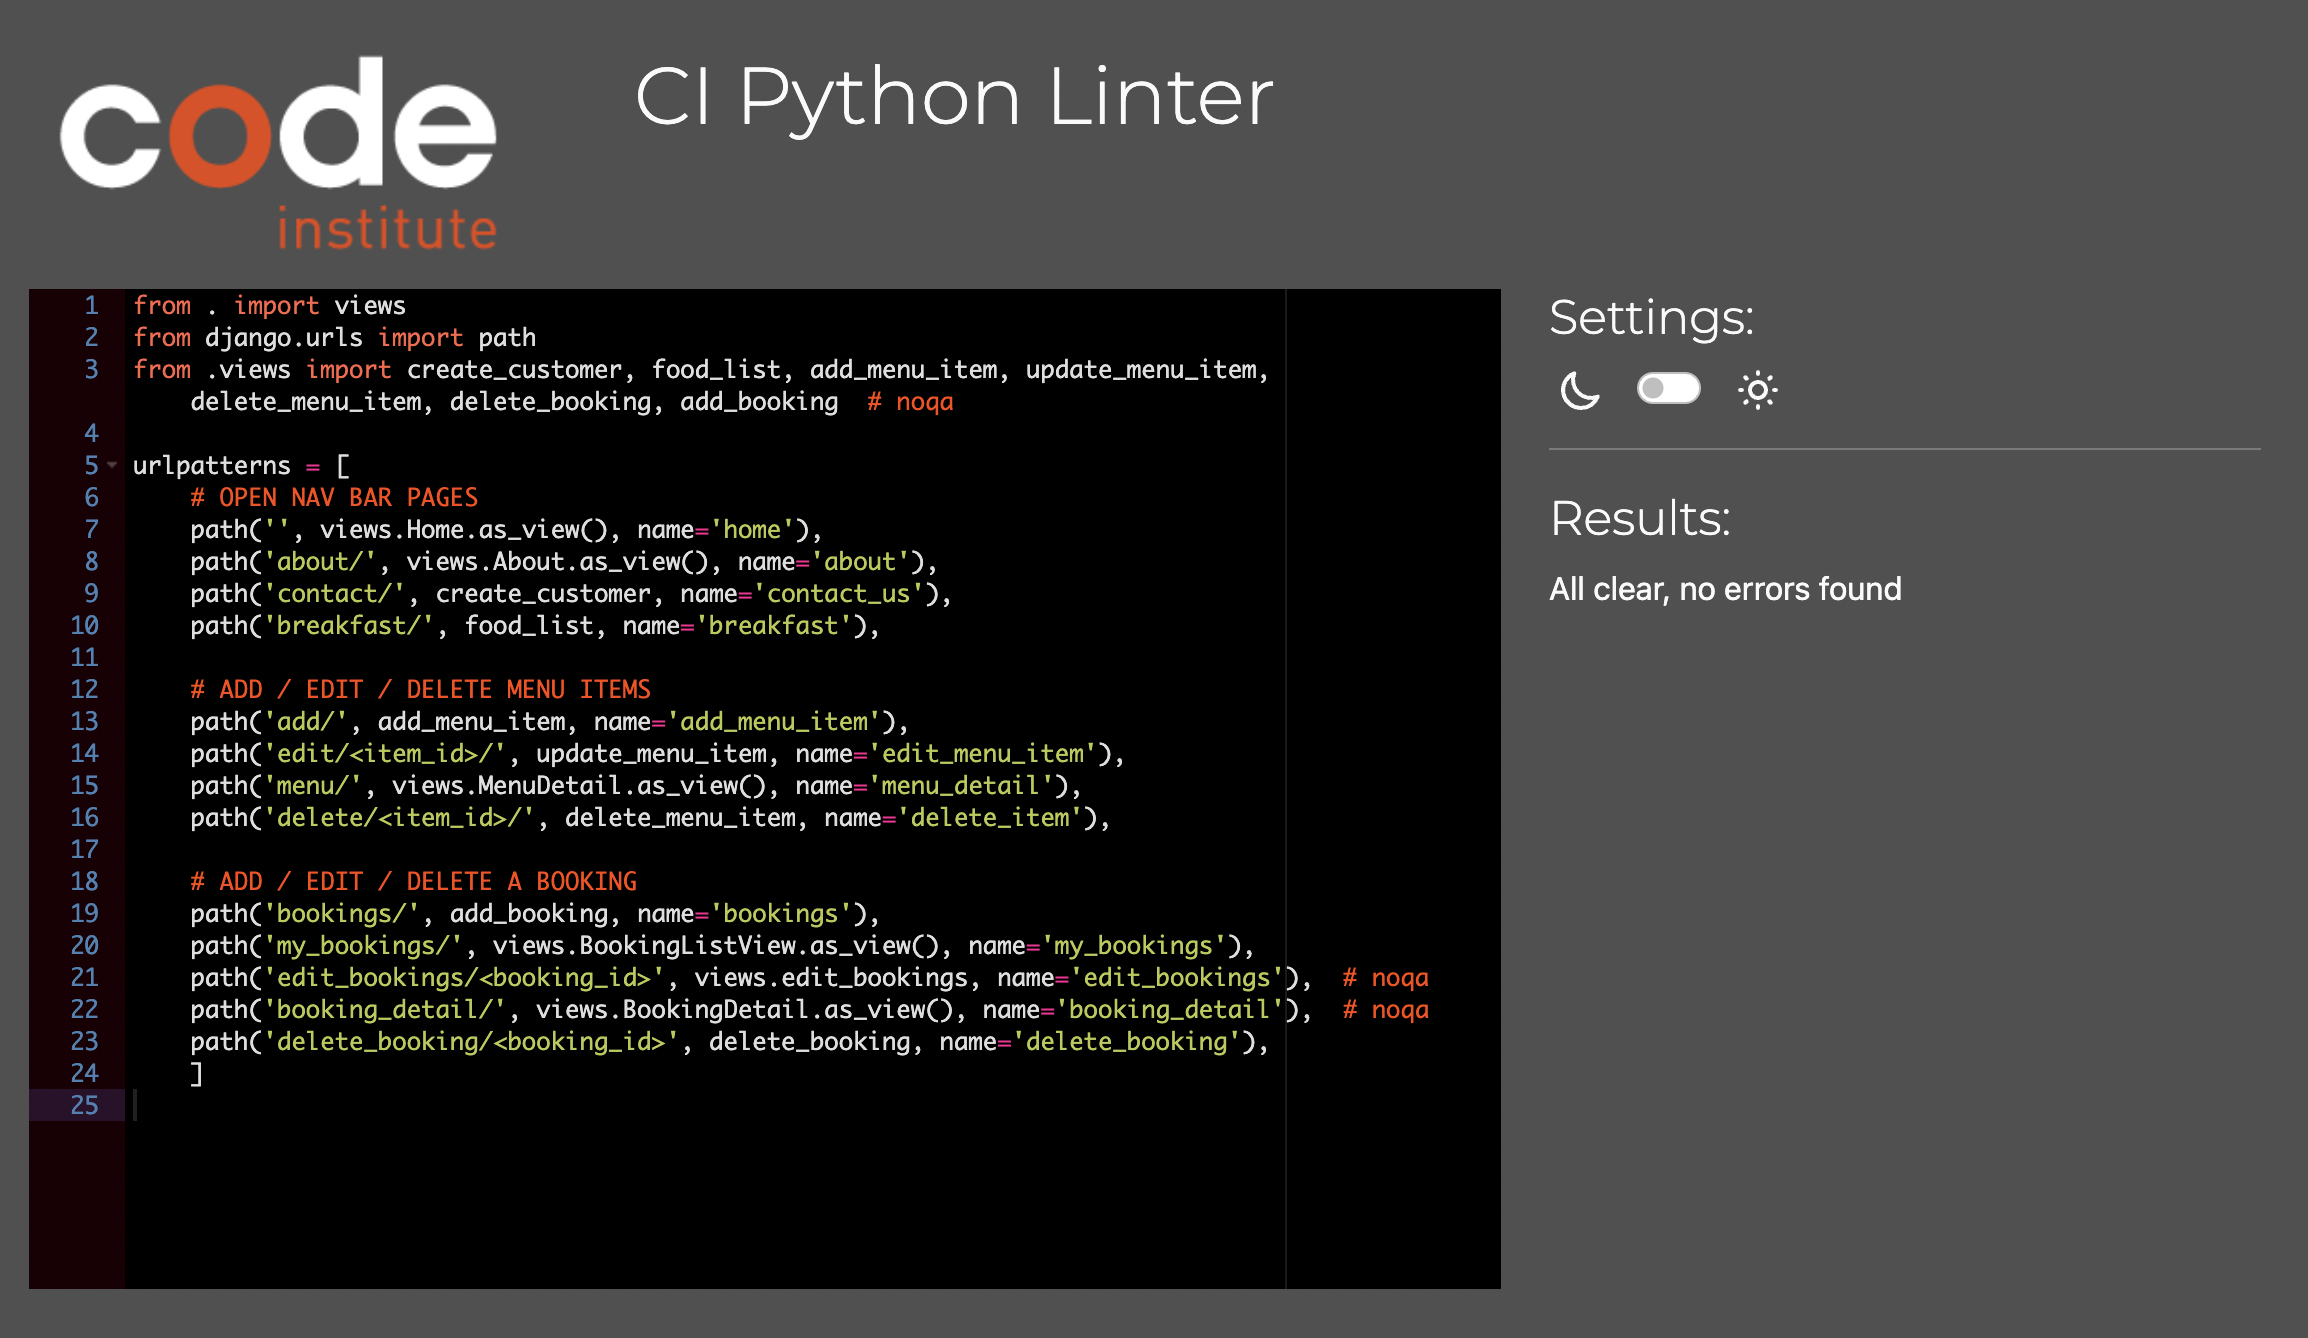 code
institute
CI Python Linter
1 from . import views
2 from django.urls import path
3 from .views import create_customer, food_list, add_menu_item, update_menu_item,
    delete_menu_item, delete_booking, add_booking  # noqa
4
5 urlpatterns = [
6     # OPEN NAV BAR PAGES
7     path('', views.Home.as_view(), name='home'),
8     path('about/', views.About.as_view(), name='about'),
9     path('contact/', create_customer, name='contact_us'),
10     path('breakfast/', food_list, name='breakfast'),
11
12     # ADD / EDIT / DELETE MENU ITEMS
13     path('add/', add_menu_item, name='add_menu_item'),
14     path('edit/<item_id>/', update_menu_item, name='edit_menu_item'),
15     path('menu/', views.MenuDetail.as_view(), name='menu_detail'),
16     path('delete/<item_id>/', delete_menu_item, name='delete_item'),
17
18     # ADD / EDIT / DELETE A BOOKING
19     path('bookings/', add_booking, name='bookings'),
20     path('my_bookings/', views.BookingListView.as_view(), name='my_bookings'),
21     path('edit_bookings/<booking_id>', views.edit_bookings, name='edit_bookings'),  # noqa
22     path('booking_detail/', views.BookingDetail.as_view(), name='booking_detail'),  # noqa
23     path('delete_booking/<booking_id>', delete_booking, name='delete_booking'),
24     ]
25
Settings:
Results:
All clear, no errors found